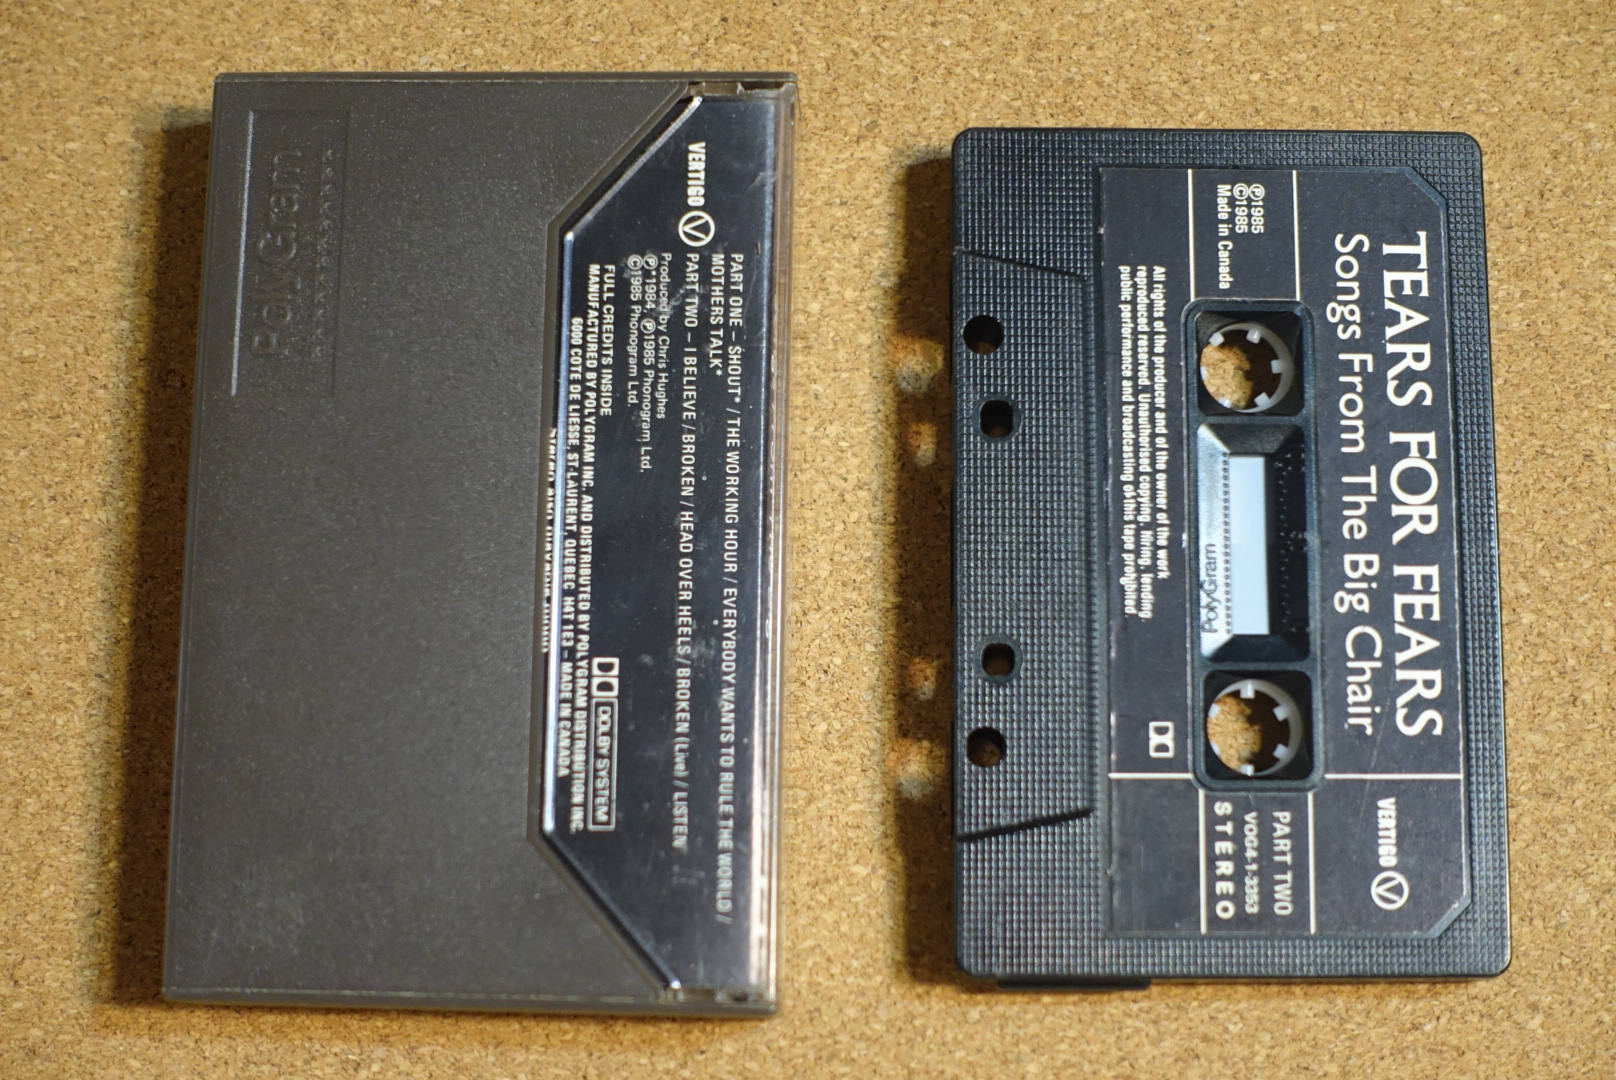 PolyGram
VERTIGO V
PART ONE – SHOUT* / THE WORKING HOUR / EVERYBODY WANTS TO RULE THE WORLD /
MOTHERS TALK*
PART TWO – I BELIEVE / BROKEN / HEAD OVER HEELS / BROKEN (Live) / LISTEN
Produced by Chris Hughes
Ⓟ*1984, Ⓟ1985 Phonogram Ltd.
©1985 Phonogram Ltd.
FULL CREDITS INSIDE
MANUFACTURED BY POLYGRAM INC. AND DISTRIBUTED BY POLYGRAM DISTRIBUTION INC.
6000 COTE DE LIESSE, ST. LAURENT, QUEBEC H4T 1E3 – MADE IN CANADA
DOLBY SYSTEM
TEARS FOR FEARS
Songs From The Big Chair
VERTIGO V
Ⓟ1985
©1985
Made in Canada
PART TWO
VOG4-1-3353
STEREO
PolyGram
All rights of the producer and of the owner of the work
reproduced reserved. Unauthorised copying, hiring, lending,
public performance and broadcasting of this tape prohibited.